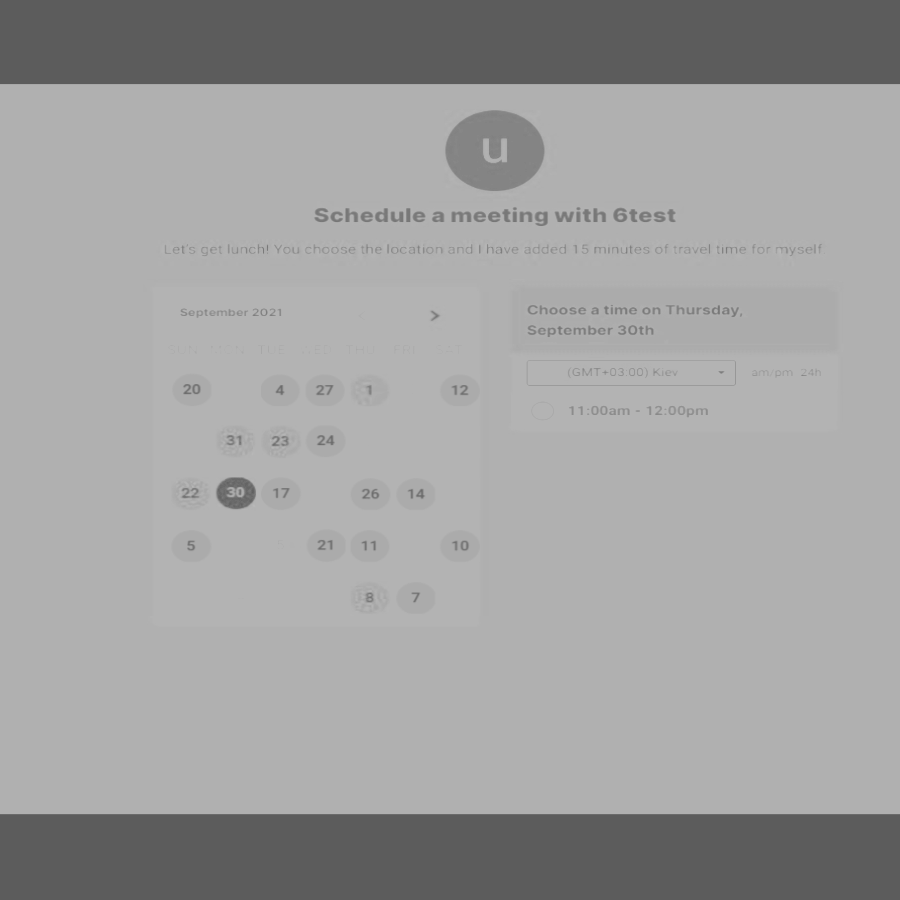 u
Schedule a meeting with 6test
Let's get lunch! You choose the location and I have added 15 minutes of travel time for myself
September 2021
SUN MON TUE WED THU FRI SAT
20 4 27 1 12
31 23 24
22 30 17 26 14
5 21 11 10
8 7
Choose a time on Thursday,
September 30th
(GMT+03:00) Kiev
am/pm 24h
11:00am - 12:00pm